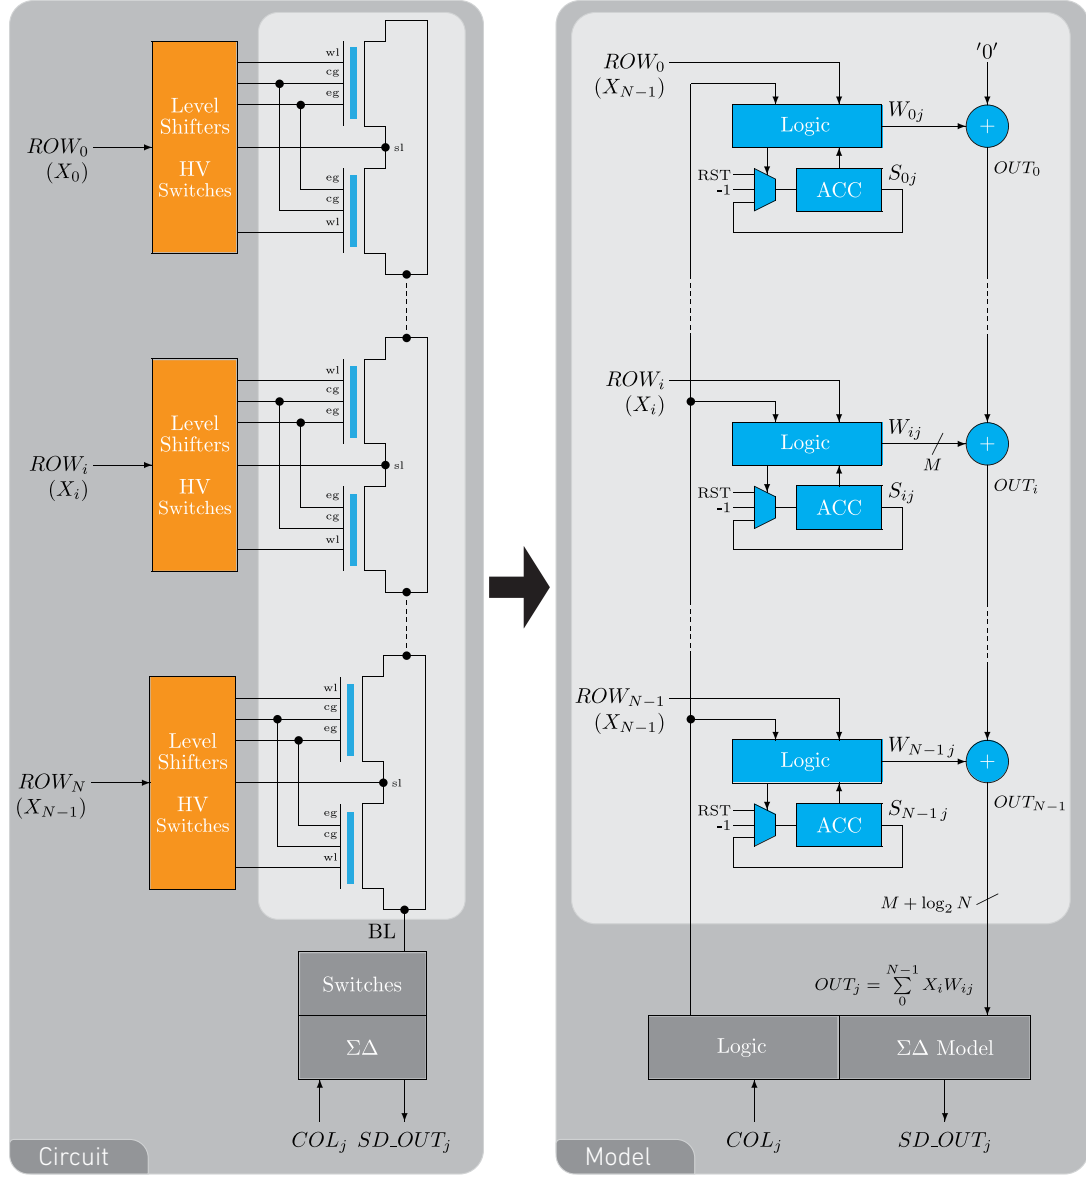 ROW_0
(X_0)
Level
Shifters
HV
Switches
wl
cg
eg
sl
eg
cg
wl
ROW_i
(X_i)
Level
Shifters
HV
Switches
wl
cg
eg
sl
eg
cg
wl
ROW_N
(X_{N−1})
Level
Shifters
HV
Switches
wl
cg
eg
sl
eg
cg
wl
BL
Switches
ΣΔ
COL_j SD_OUT_j
Circuit
'0'
ROW_0
(X_{N−1})
Logic
W_{0j}
+
RST
-1
ACC
S_{0j}
OUT_0
ROW_i
(X_i)
Logic
W_{ij}
M
+
RST
-1
ACC
S_{ij}
OUT_i
ROW_{N-1}
(X_{N−1})
Logic
W_{N−1 j}
+
RST
-1
ACC
S_{N−1 j}
OUT_{N−1}
M + log_2 N
OUT_j = \sum_{0}^{N−1} X_i W_{ij}
Logic
ΣΔ Model
COL_j
SD_OUT_j
Model